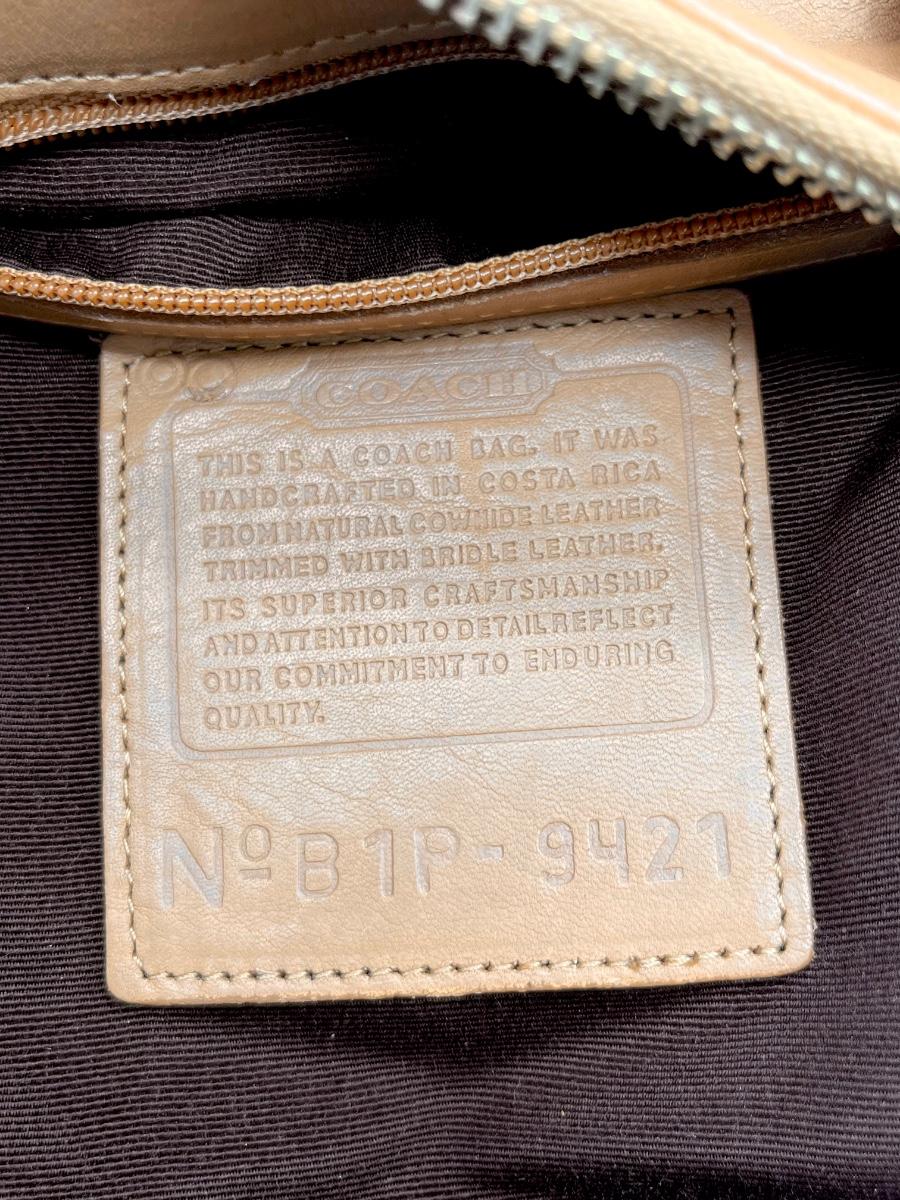 COACH
THIS IS A COACH BAG. IT WAS
HANDCRAFTED IN COSTA RICA
FROM NATURAL COWHIDE LEATHER
TRIMMED WITH BRIDLE LEATHER.
ITS SUPERIOR CRAFTSMANSHIP
AND ATTENTION TO DETAIL REFLECT
OUR COMMITMENT TO ENDURING
QUALITY.
Nº B1P-9421